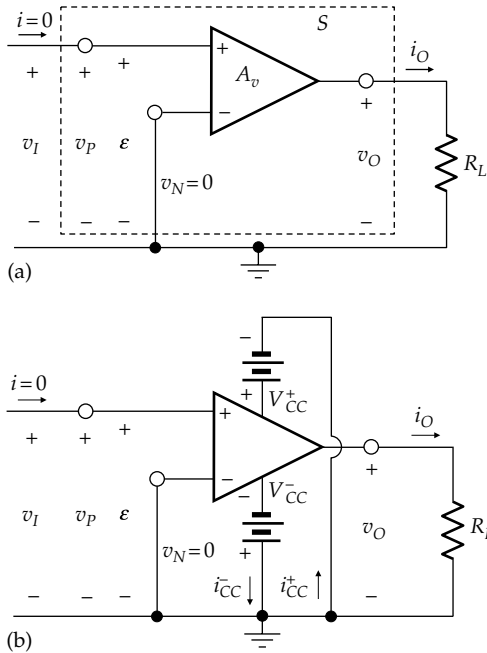 i=0
S
i_O
+ + + + A_v +
−
v_I v_P ε v_N=0 v_O R_L
− − − −
(a)
−
i=0 + V_CC^+
i_O
+ + + + +
− − V_CC^−
v_I v_P ε v_N=0 v_O R_L
+
− − − i_CC^− i_CC^+ −
(b)